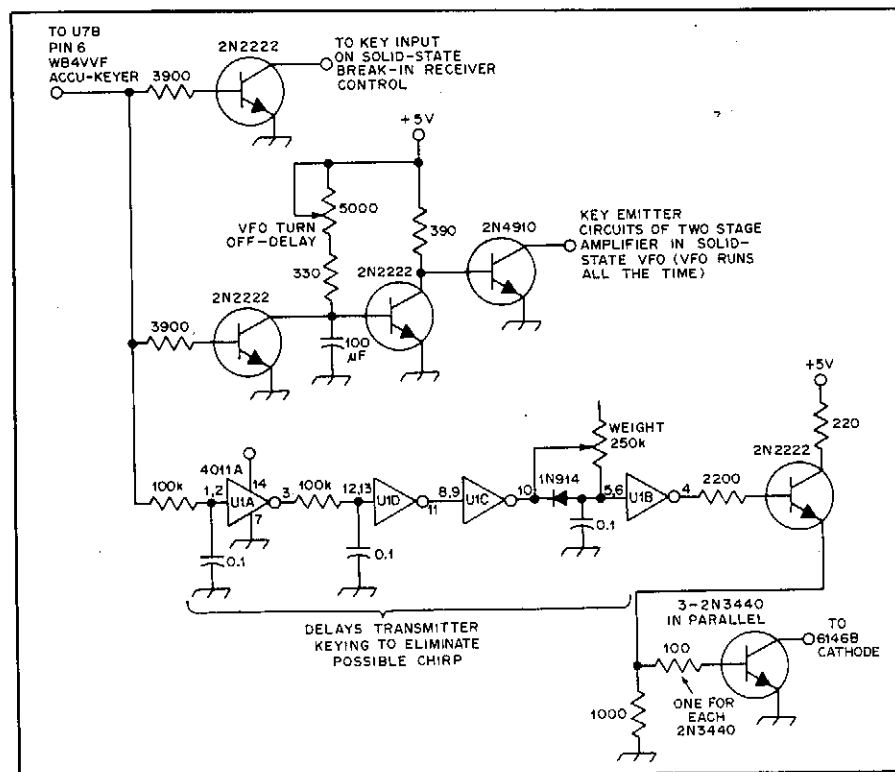 TO U7B
PIN 6
WB4VVF
ACCU-KEYER
3900
2N2222
TO KEY INPUT
ON SOLID-STATE
BREAK-IN RECEIVER
CONTROL
+5V
5000
VFO TURN
OFF-DELAY
390
2N4910
KEY EMITTER
CIRCUITS OF TWO STAGE
AMPLIFIER IN SOLID-
STATE VFO (VFO RUNS
ALL THE TIME)
330
2N2222
2N2222
3900
100
μF
+5V
220
WEIGHT
250k
2N2222
100k
4011A
1,2
U1A
14
7
3
100k
12,13
U1D
11
8,9
U1C
10
1N914
5,6
U1B
4
2200
0.1
0.1
0.1
DELAYS TRANSMITTER
KEYING TO ELIMINATE
POSSIBLE CHIRP
3-2N3440
IN PARALLEL
TO
6146B
CATHODE
100
1000
ONE FOR
EACH
2N3440